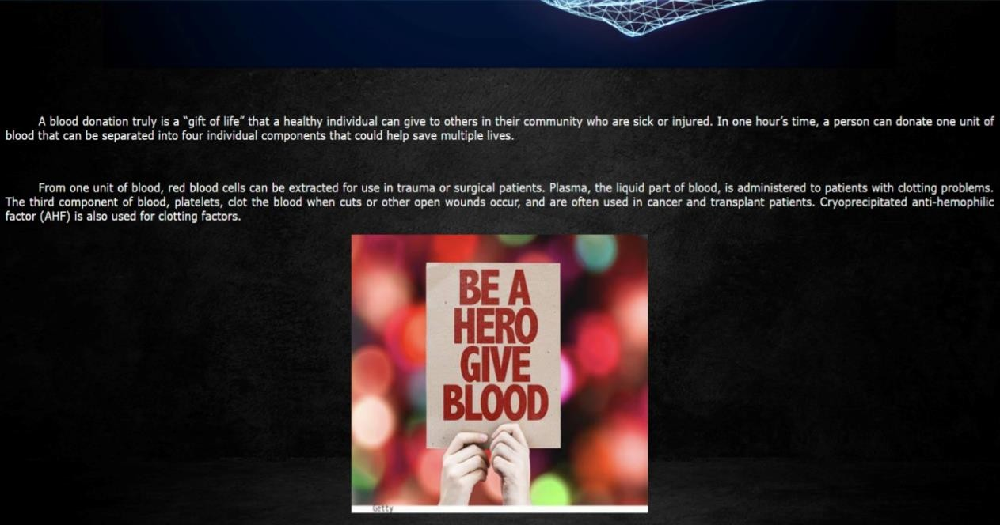 A blood donation truly is a “gift of life” that a healthy individual can give to others in their community who are sick or injured. In one hour’s time, a person can donate one unit of
blood that can be separated into four individual components that could help save multiple lives.
From one unit of blood, red blood cells can be extracted for use in trauma or surgical patients. Plasma, the liquid part of blood, is administered to patients with clotting problems.
The third component of blood, platelets, clot the blood when cuts or other open wounds occur, and are often used in cancer and transplant patients. Cryoprecipitated anti-hemophilic
factor (AHF) is also used for clotting factors.
BE A
HERO
GIVE
BLOOD
Getty